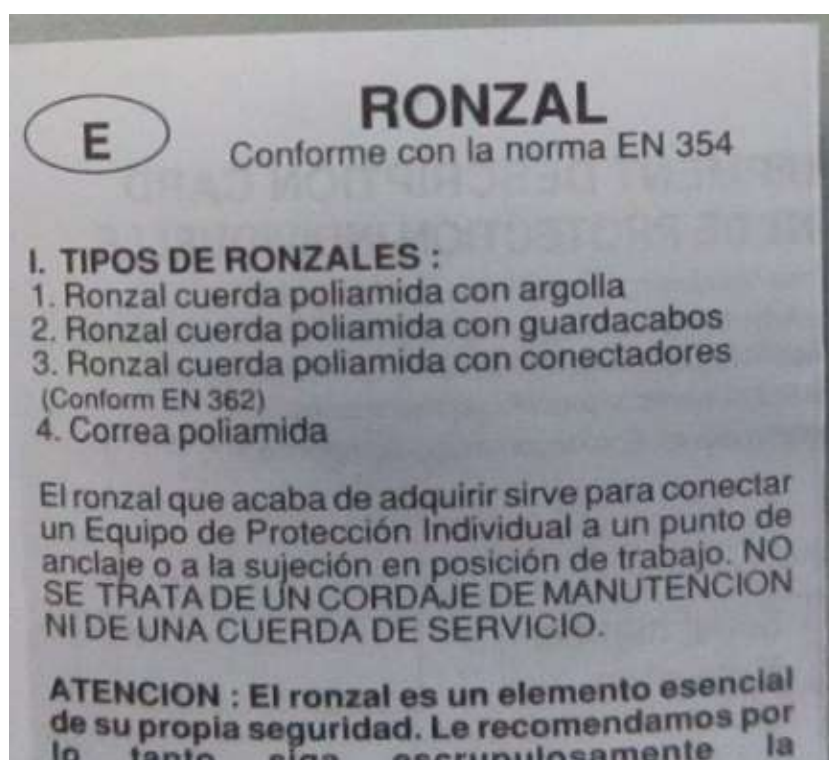 E
RONZAL
Conforme con la norma EN 354
I. TIPOS DE RONZALES :
1. Ronzal cuerda poliamida con argolla
2. Ronzal cuerda poliamida con guardacabos
3. Ronzal cuerda poliamida con conectadores
(Conform EN 362)
4. Correa poliamida
El ronzal que acaba de adquirir sirve para conectar
un Equipo de Protección Individual a un punto de
anclaje o a la sujeción en posición de trabajo. NO
SE TRATA DE UN CORDAJE DE MANUTENCION
NI DE UNA CUERDA DE SERVICIO.
ATENCION : El ronzal es un elemento esencial
de su propia seguridad. Le recomendamos por
lo tanto siga escrupulosamente la